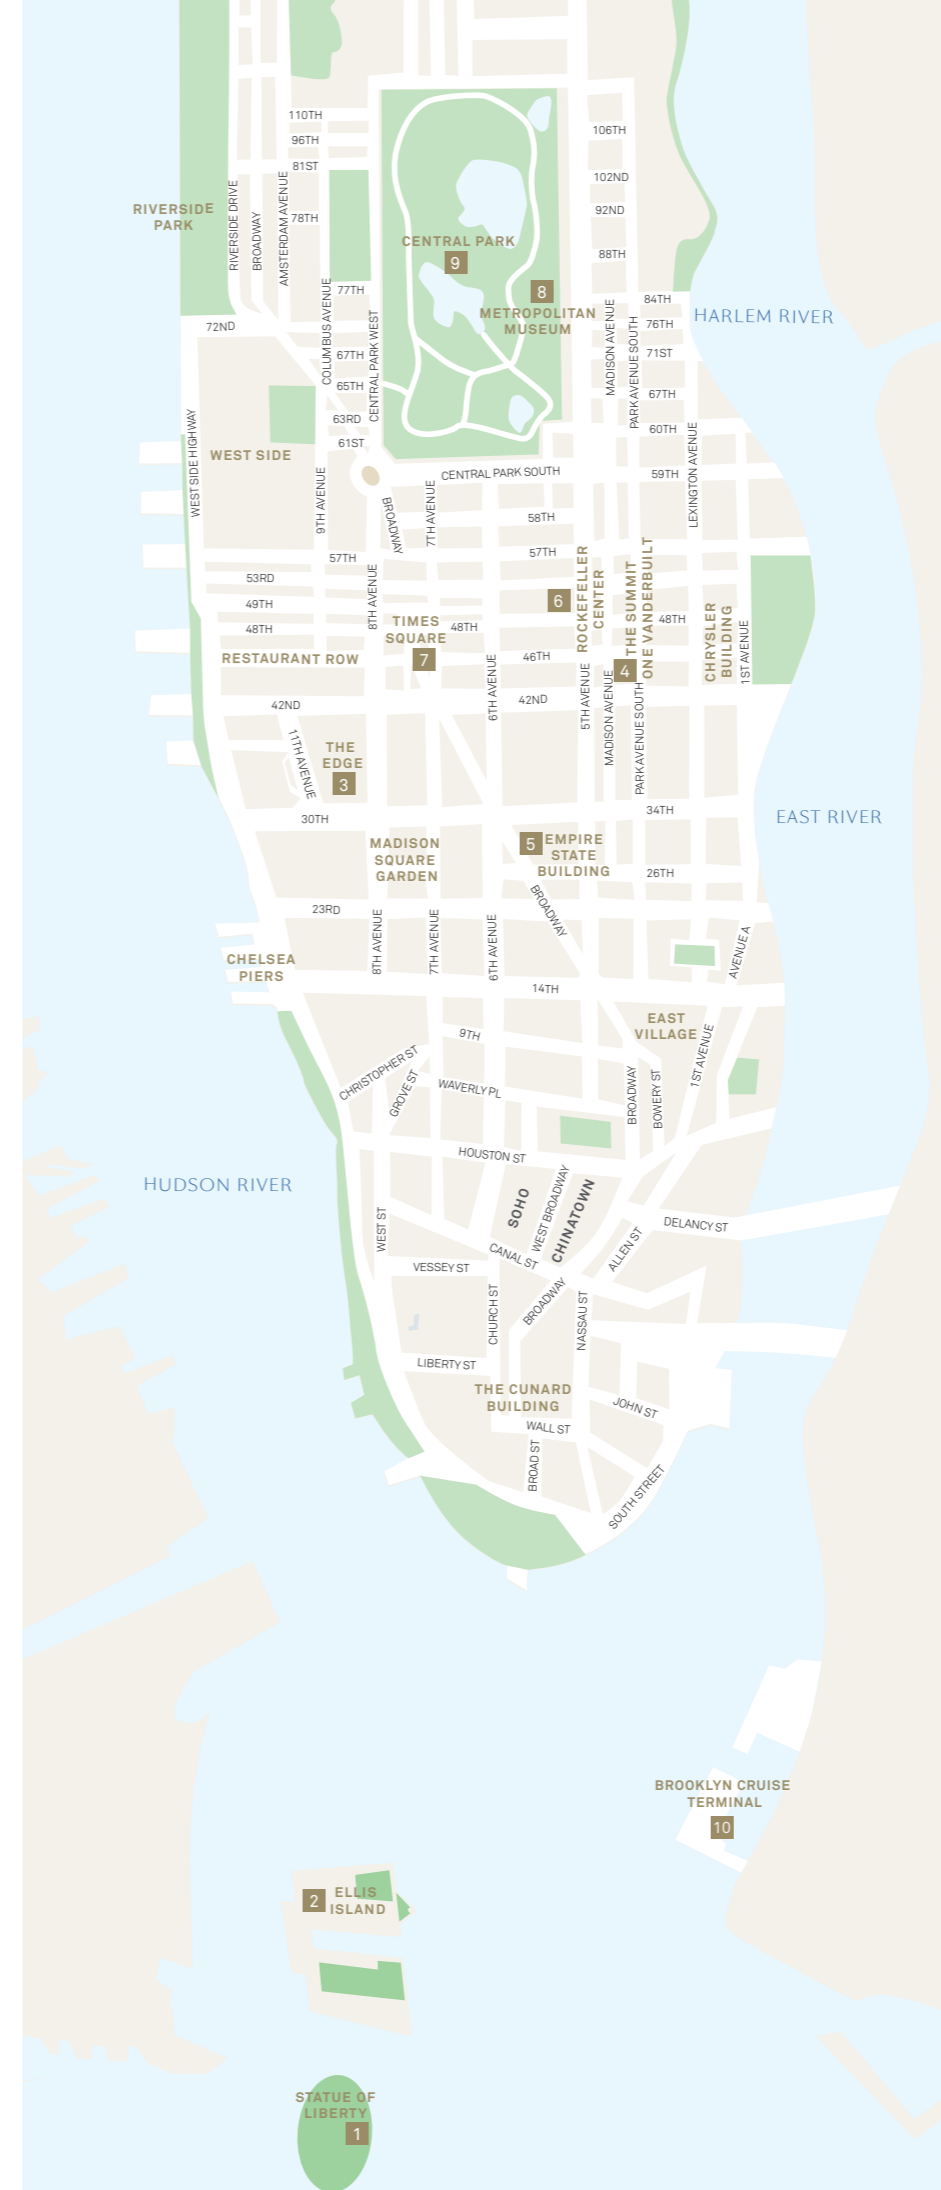 110TH
96TH
106TH
81ST
102ND
RIVERSIDE
PARK
RIVERSIDE DRIVE
BROADWAY
AMSTERDAM AVENUE
78TH
92ND
CENTRAL PARK
9
88TH
77TH
COLUMBUS AVENUE
CENTRAL PARK WEST
8
METROPOLITAN
MUSEUM
MADISON AVENUE
PARK AVENUE SOUTH
84TH
HARLEM RIVER
72ND
76TH
67TH
71ST
65TH
67TH
63RD
60TH
61ST
WEST SIDE HIGHWAY
WEST SIDE
9TH AVENUE
CENTRAL PARK SOUTH
59TH
LEXINGTON AVENUE
BROADWAY
7TH AVENUE
58TH
57TH
57TH
53RD
8TH AVENUE
6
ROCKEFELLER
CENTER
THE SUMMIT
ONE VANDERBUILT
49TH
48TH
TIMES
SQUARE
7
48TH
48TH
CHRYSLER
BUILDING
1ST AVENUE
RESTAURANT ROW
46TH
4
6TH AVENUE
5TH AVENUE
MADISON AVENUE
PARK AVENUE SOUTH
42ND
42ND
11TH AVENUE
THE
EDGE
3
30TH
34TH
EAST RIVER
MADISON
SQUARE
GARDEN
5
EMPIRE
STATE
BUILDING
26TH
BROADWAY
23RD
8TH AVENUE
7TH AVENUE
6TH AVENUE
AVENUE A
CHELSEA
PIERS
14TH
EAST
VILLAGE
9TH
1ST AVENUE
CHRISTOPHER ST
GROVE ST
WAVERLY PL
BROADWAY
BOWERY ST
HOUSTON ST
HUDSON RIVER
SOHO
WEST BROADWAY
CHINATOWN
WEST ST
DELANCY ST
ALLEN ST
CANAL ST
VESSEY ST
CHURCH ST
BROADWAY
NASSAU ST
LIBERTY ST
THE CUNARD
BUILDING
JOHN ST
WALL ST
BROAD ST
SOUTH STREET
BROOKLYN CRUISE
TERMINAL
10
2
ELLIS
ISLAND
STATUE OF
LIBERTY
1